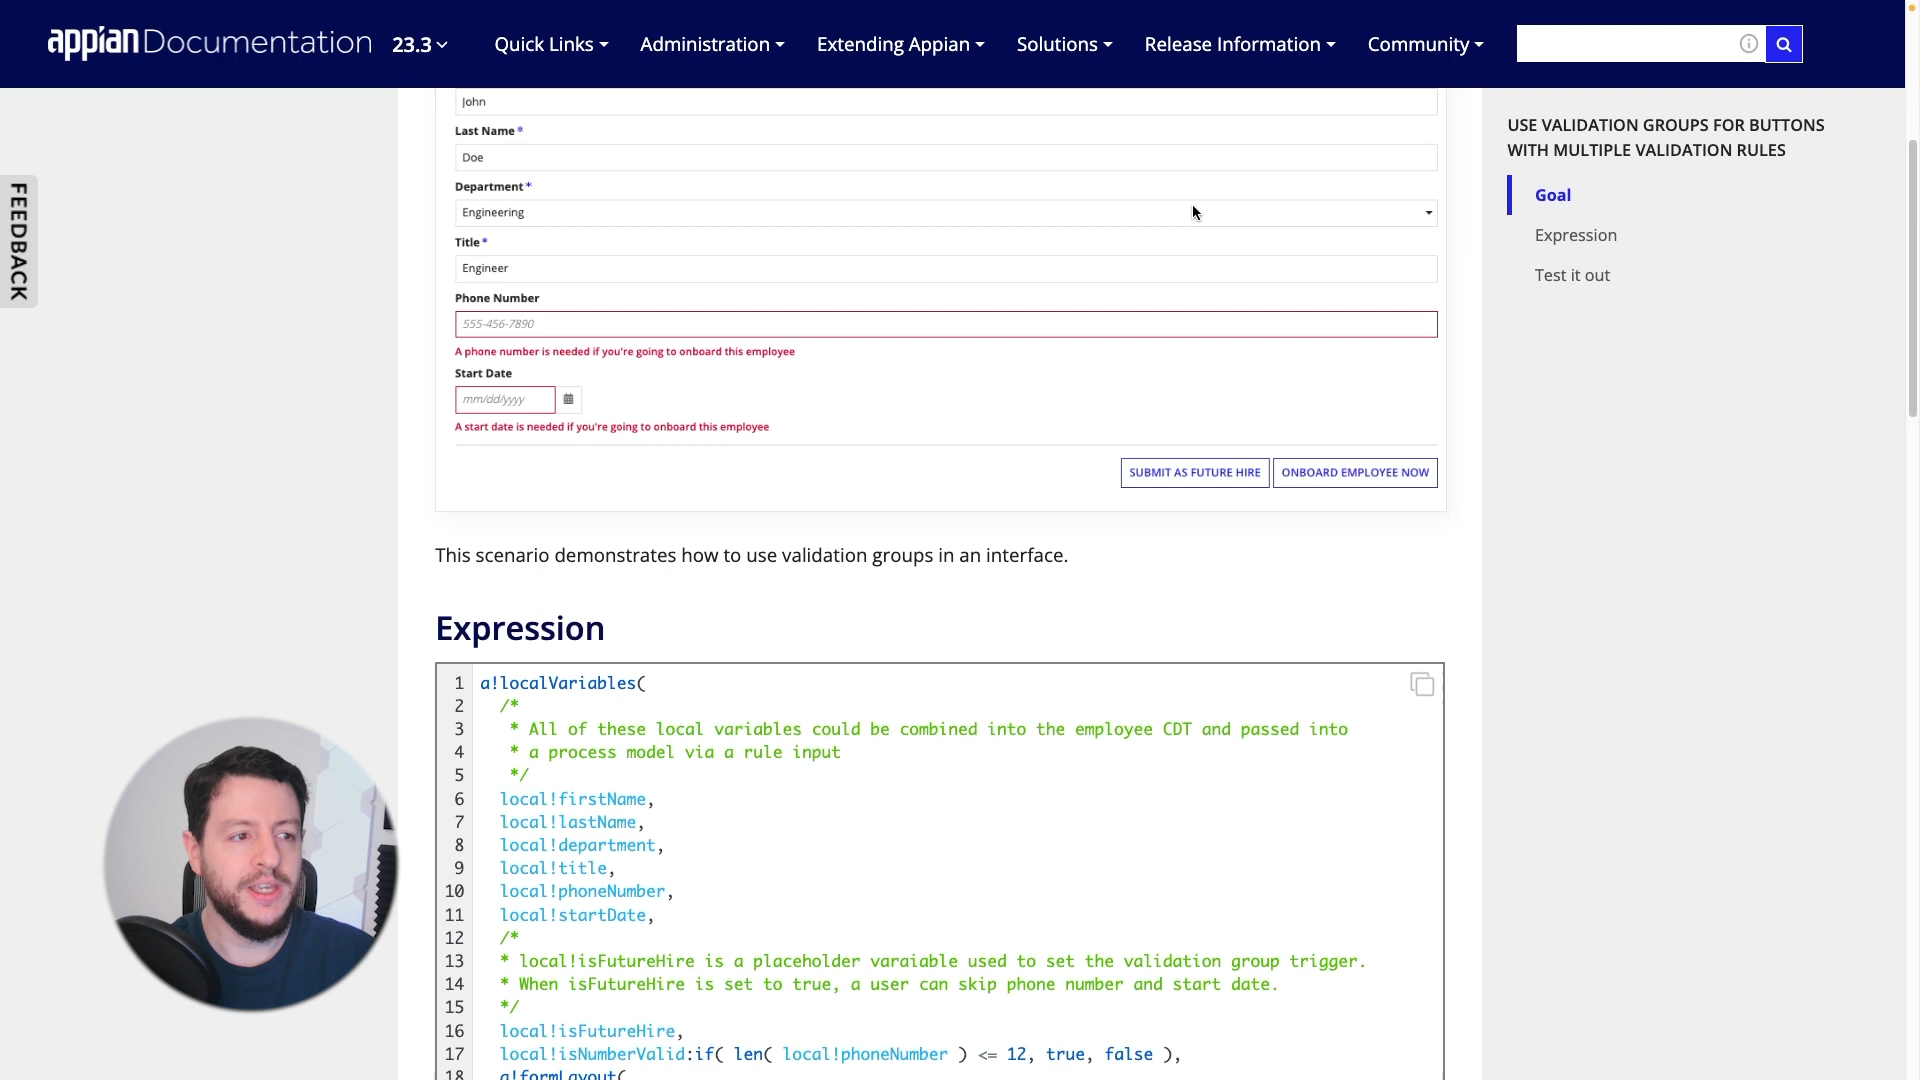 appian Documentation 23.3 Quick Links Administration Extending Appian Solutions Release Information Community
John
Last Name *
Doe
Department *
Engineering
Title *
Engineer
Phone Number
555-456-7890
A phone number is needed if you're going to onboard this employee
Start Date
mm/dd/yyyy
A start date is needed if you're going to onboard this employee
SUBMIT AS FUTURE HIRE ONBOARD EMPLOYEE NOW
This scenario demonstrates how to use validation groups in an interface.
Expression
1 a!localVariables(
2 /*
3 * All of these local variables could be combined into the employee CDT and passed into
4 * a process model via a rule input
5 */
6 local!firstName,
7 local!lastName,
8 local!department,
9 local!title,
10 local!phoneNumber,
11 local!startDate,
12 /*
13 * local!isFutureHire is a placeholder varaiable used to set the validation group trigger.
14 * When isFutureHire is set to true, a user can skip phone number and start date.
15 */
16 local!isFutureHire,
17 local!isNumberValid:if( len( local!phoneNumber ) <= 12, true, false ),
18 a!formLayout(
USE VALIDATION GROUPS FOR BUTTONS
WITH MULTIPLE VALIDATION RULES
Goal
Expression
Test it out
FEEDBACK